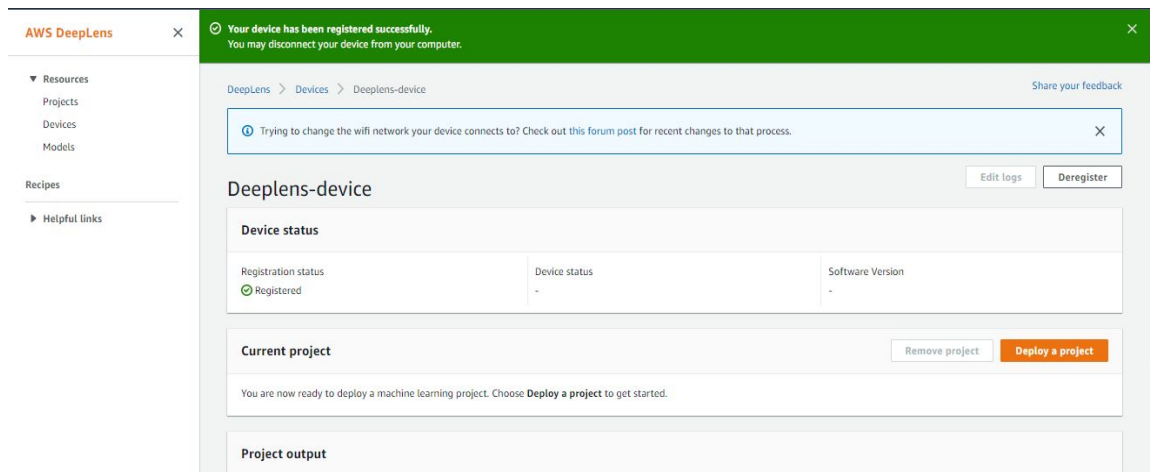 AWS DeepLens
Your device has been registered successfully.
You may disconnect your device from your computer.
Resources
Projects
Devices
Models
Recipes
Helpful links
DeepLens > Devices > Deeplens-device
Share your feedback
Trying to change the wifi network your device connects to? Check out this forum post for recent changes to that process.
Deeplens-device
Edit logs
Deregister
Device status
Registration status
Registered
Device status
-
Software Version
-
Current project
Remove project
Deploy a project
You are now ready to deploy a machine learning project. Choose Deploy a project to get started.
Project output